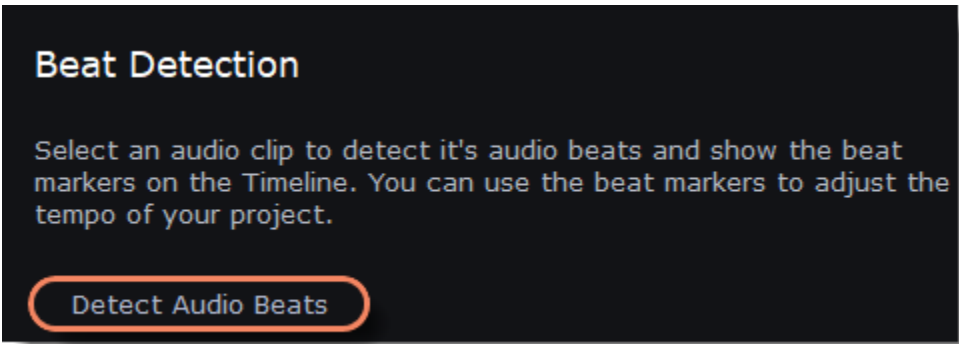 Beat Detection
Select an audio clip to detect it's audio beats and show the beat
markers on the Timeline. You can use the beat markers to adjust the
tempo of your project.
Detect Audio Beats